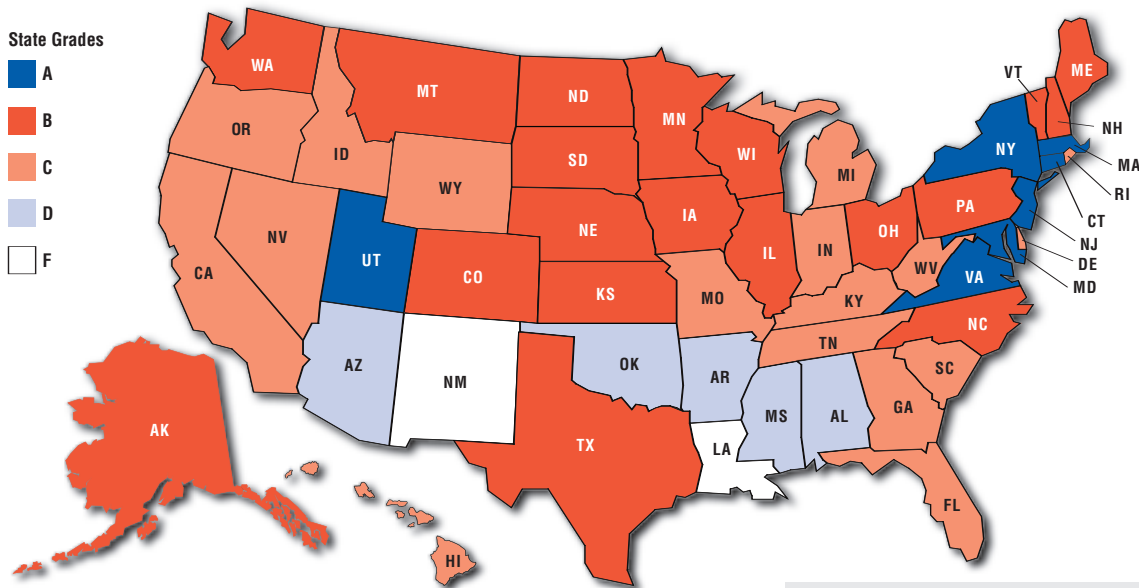 State Grades
A
B
C
D
F
WA
OR
CA
NV
ID
MT
WY
UT
AZ
CO
NM
ND
SD
NE
KS
OK
TX
MN
IA
MO
AR
LA
WI
IL
MI
IN
OH
KY
TN
MS
AL
GA
FL
SC
NC
VA
WV
PA
NY
VT
ME
NH
MA
RI
CT
NJ
DE
MD
AK
HI